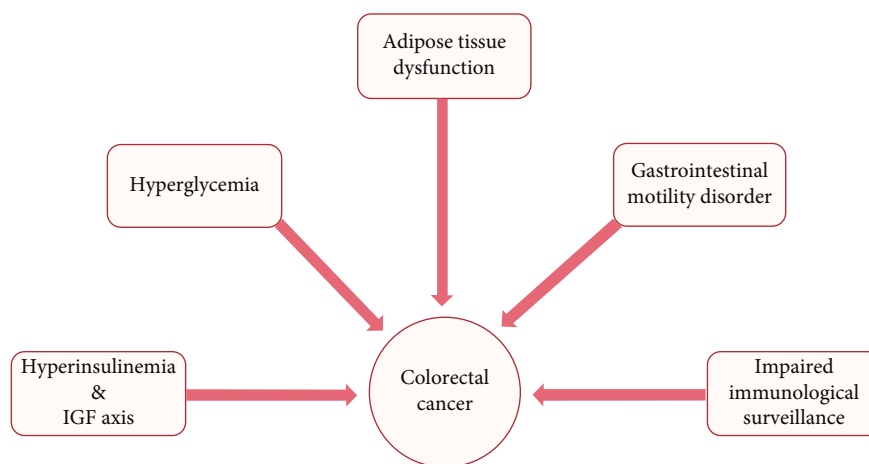 Adipose tissue
dysfunction
Hyperglycemia
Gastrointestinal
motility disorder
Hyperinsulinemia
&
IGF axis
Colorectal
cancer
Impaired
immunological
surveillance